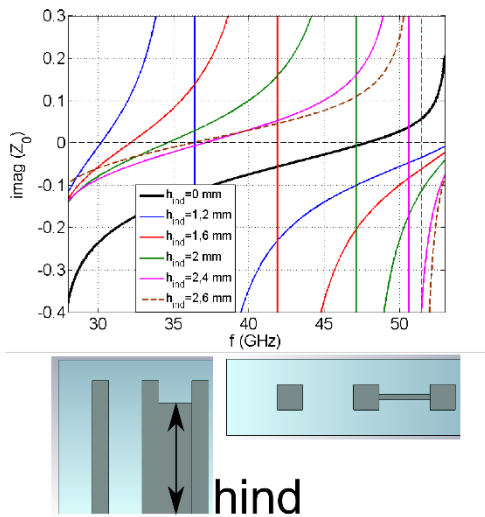 0.3
0.2
0.1
0
-0.1
-0.2
-0.3
-0.4
imag (Z0)
hind=0 mm
hind=1,2 mm
hind=1,6 mm
hind=2 mm
hind=2,4 mm
hind=2,6 mm
30 35 40 45 50
f (GHz)
hind